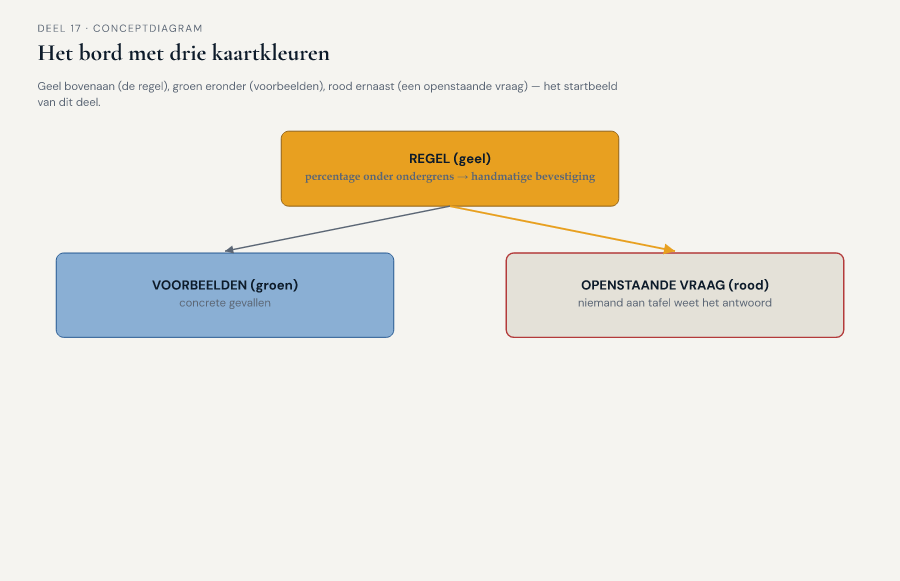 DEEL 17 · CONCEPTDIAGRAM
Het bord met drie kaartkleuren
Geel bovenaan (de regel), groen eronder (voorbeelden), rood ernaast (een openstaande vraag) — het startbeeld
van dit deel.
REGEL (geel)
percentage onder ondergrens → handmatige bevestiging
VOORBEELDEN (groen)
concrete gevallen
OPENSTAANDE VRAAG (rood)
niemand aan tafel weet het antwoord